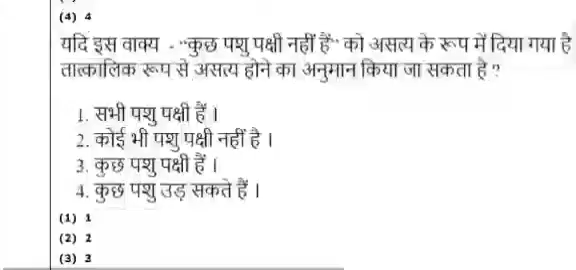 (4) 4
यदि इस वाक्य - "कुछ पशु पक्षी नहीं हैं" को असत्य के रूप में दिया गया है
तात्कालिक रूप से असत्य होने का अनुमान किया जा सकता है ?
1. सभी पशु पक्षी हैं ।
2. कोई भी पशु पक्षी नहीं है ।
3. कुछ पशु पक्षी हैं ।
4. कुछ पशु उड़ सकते हैं ।
(1) 1
(2) 2
(3) 3